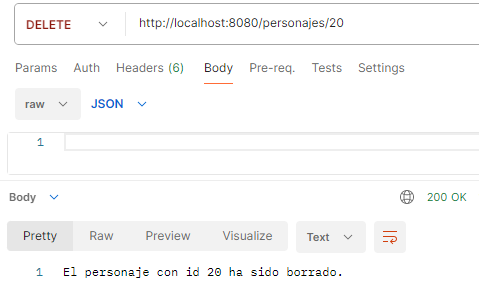 DELETE http://localhost:8080/personajes/20
Params Auth Headers (6) Body Pre-req. Tests Settings
raw JSON
1
Body 200 OK
Pretty Raw Preview Visualize Text
1 El personaje con id 20 ha sido borrado.